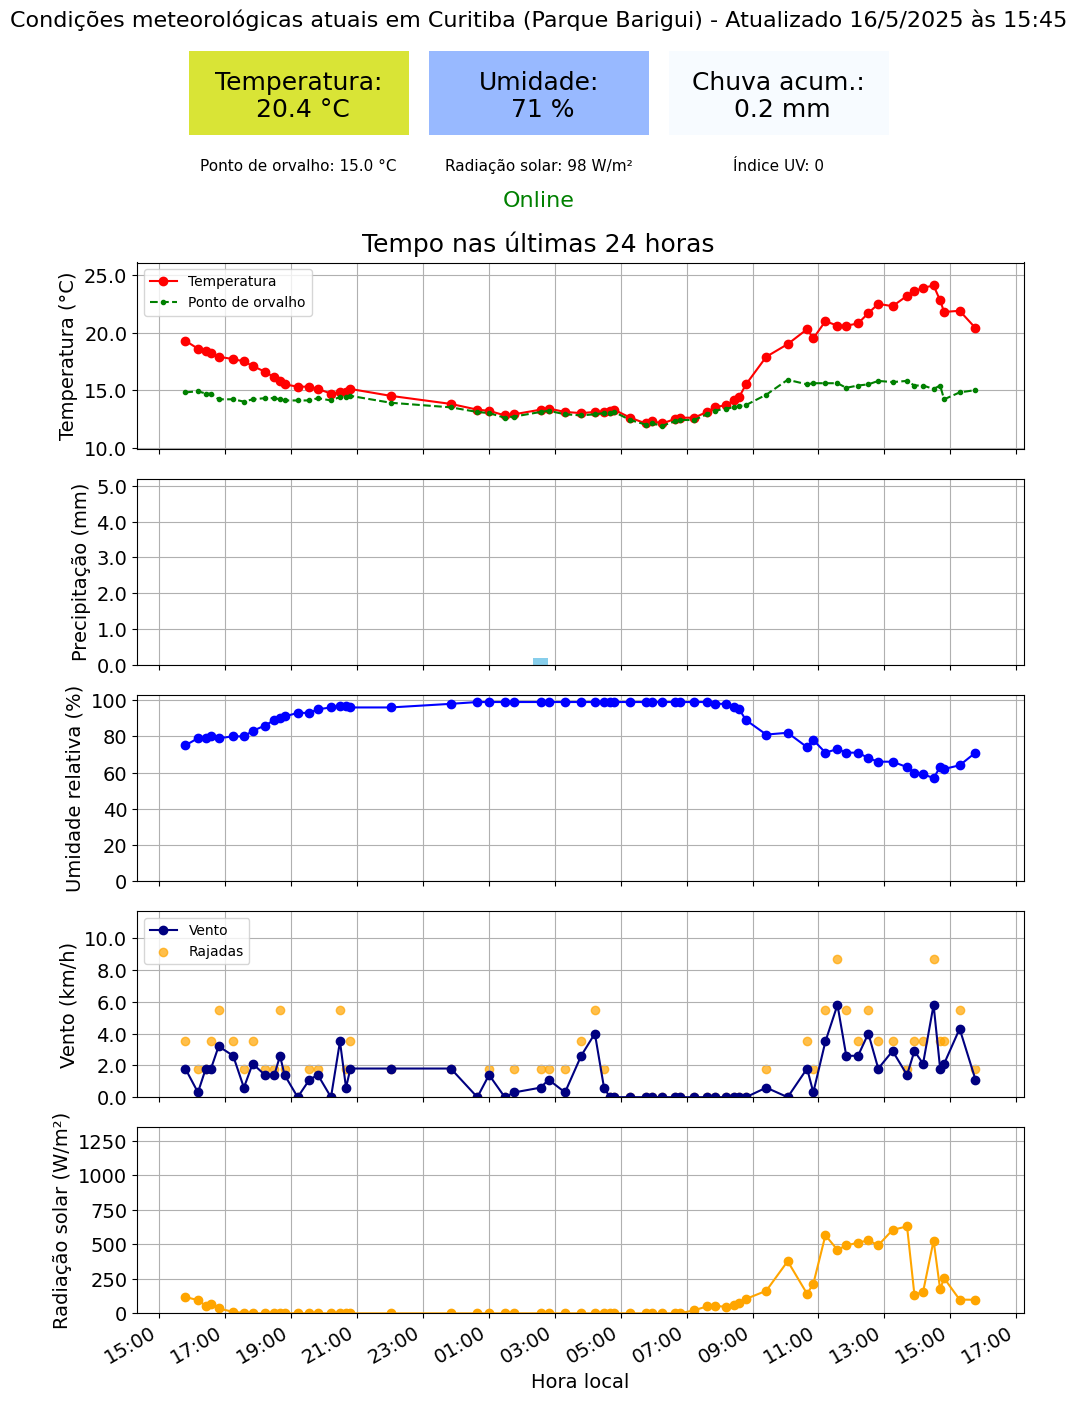 Condições meteorológicas atuais em Curitiba (Parque Barigui) - Atualizado 16/5/2025 às 15:45
Temperatura:
20.4 °C
Umidade:
71 %
Chuva acum.:
0.2 mm
Ponto de orvalho: 15.0 °C
Radiação solar: 98 W/m²
Índice UV: 0
Online
Tempo nas últimas 24 horas
Temperatura (°C)
25.0
20.0
15.0
10.0
Temperatura
Ponto de orvalho
Precipitação (mm)
5.0
4.0
3.0
2.0
1.0
0.0
Umidade relativa (%)
100
80
60
40
20
0
Vento (km/h)
10.0
8.0
6.0
4.0
2.0
0.0
Vento
Rajadas
Radiação solar (W/m²)
1250
1000
750
500
250
0
15:00
17:00
19:00
21:00
23:00
01:00
03:00
05:00
07:00
09:00
11:00
13:00
15:00
17:00
Hora local